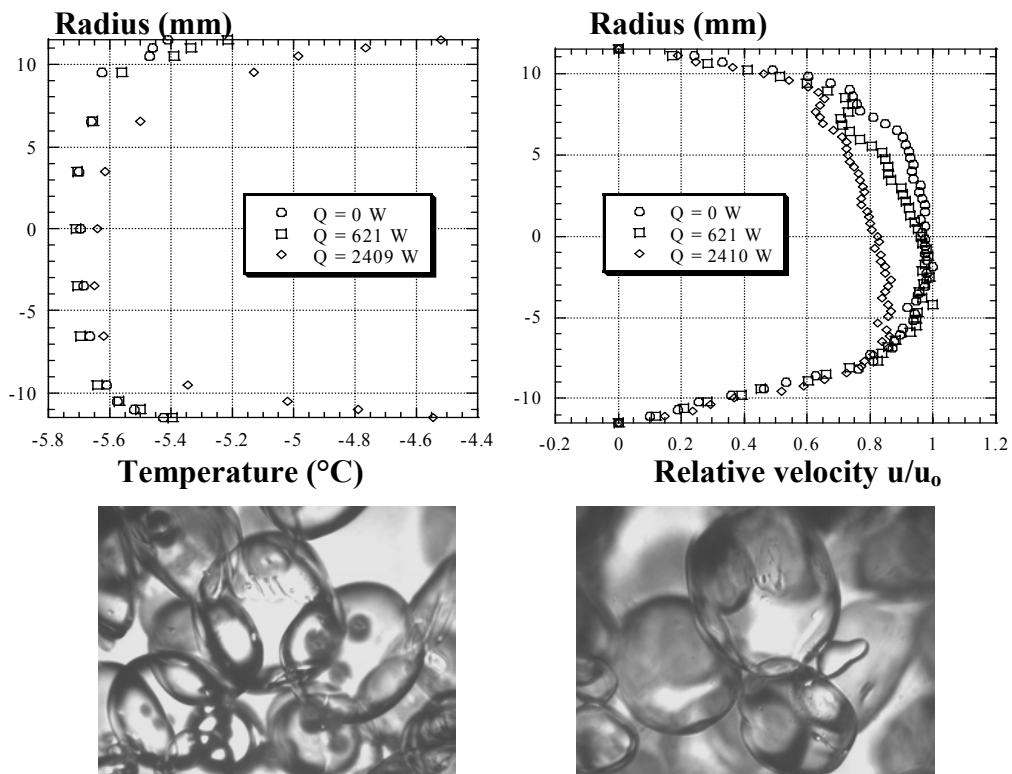 Radius (mm)
10
5
0
-5
-10
Q = 0 W
Q = 621 W
Q = 2409 W
-5.8 -5.6 -5.4 -5.2 -5 -4.8 -4.6 -4.4
Temperature (°C)
Radius (mm)
10
5
0
-5
-10
Q = 0 W
Q = 621 W
Q = 2410 W
-0.2 0 0.2 0.4 0.6 0.8 1 1.2
Relative velocity u/uₒ